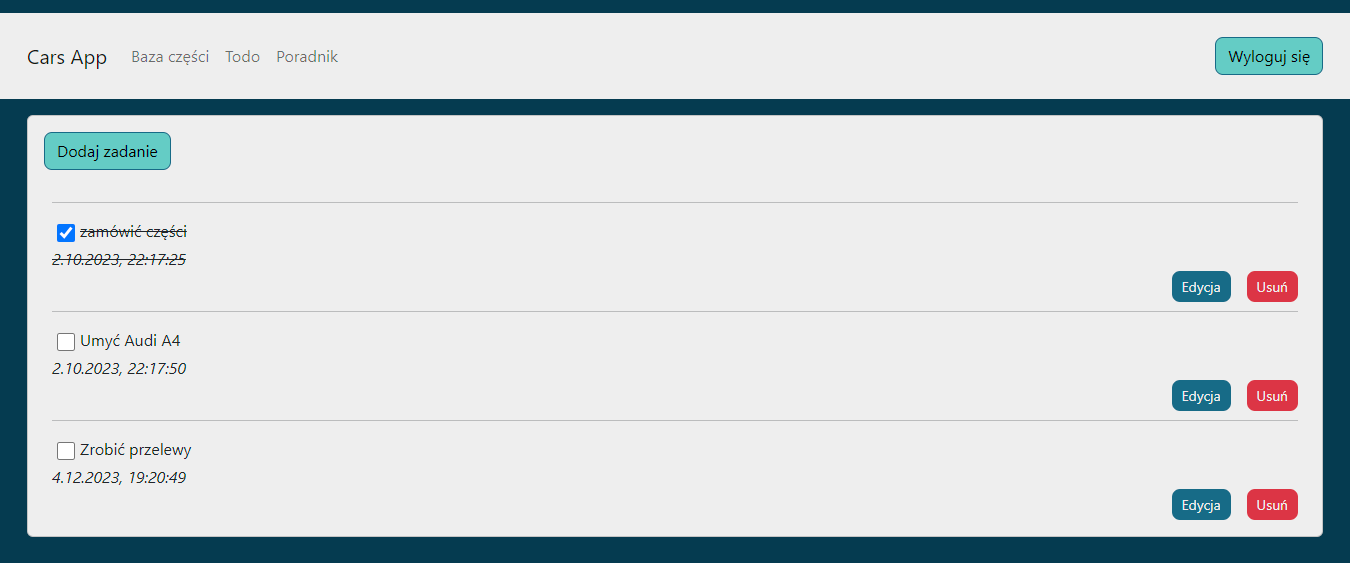 Cars App Baza części Todo Poradnik Wyloguj się
Dodaj zadanie
zamówić części
2.10.2023, 22:17:25
Edycja Usuń
Umyć Audi A4
2.10.2023, 22:17:50
Edycja Usuń
Zrobić przelewy
4.12.2023, 19:20:49
Edycja Usuń